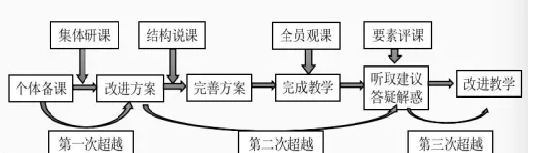 集体研课
结构说课
全员观课
要素评课
个体备课
改进方案
完善方案
完成教学
听取建议
答疑解惑
改进教学
第一次超越
第二次超越
第三次超越